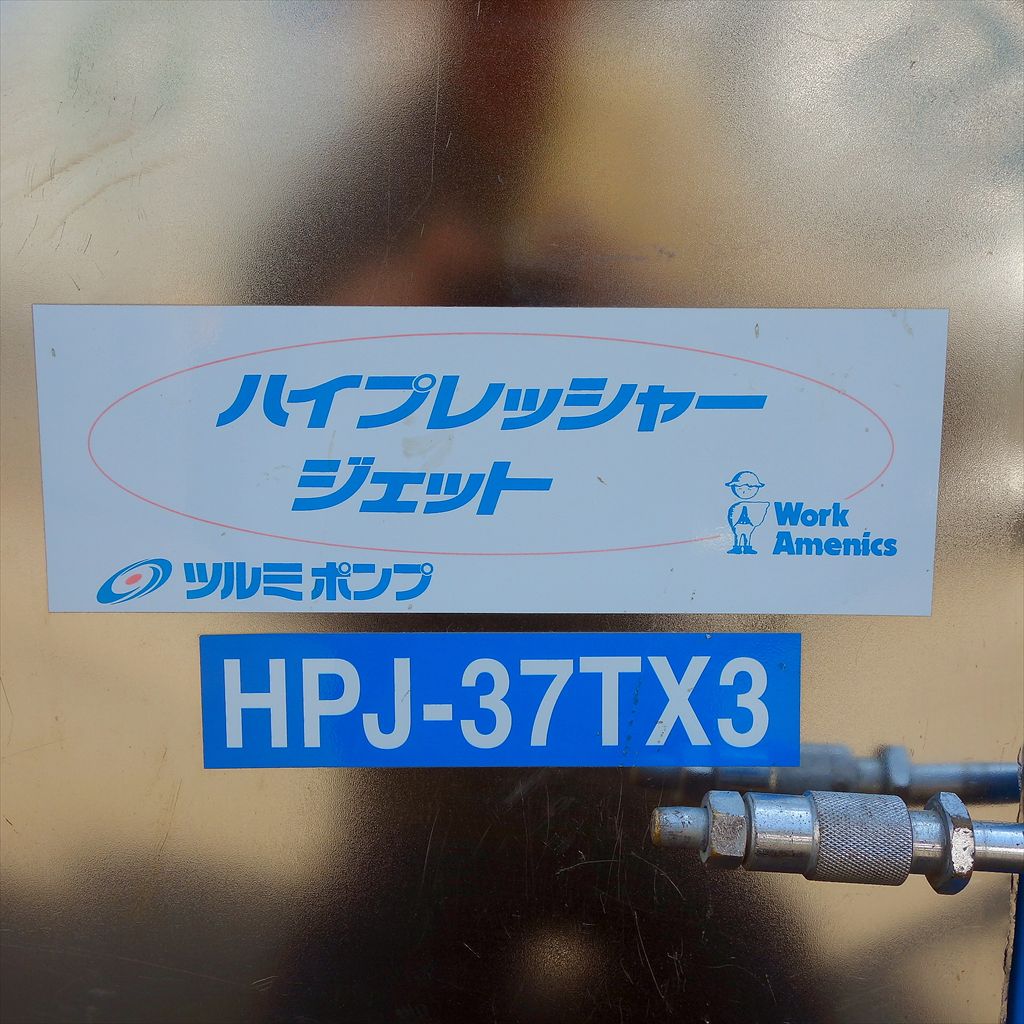 ハイプレッシャー
ジェット
Work
Amenics
ツルミポンプ
HPJ-37TX3